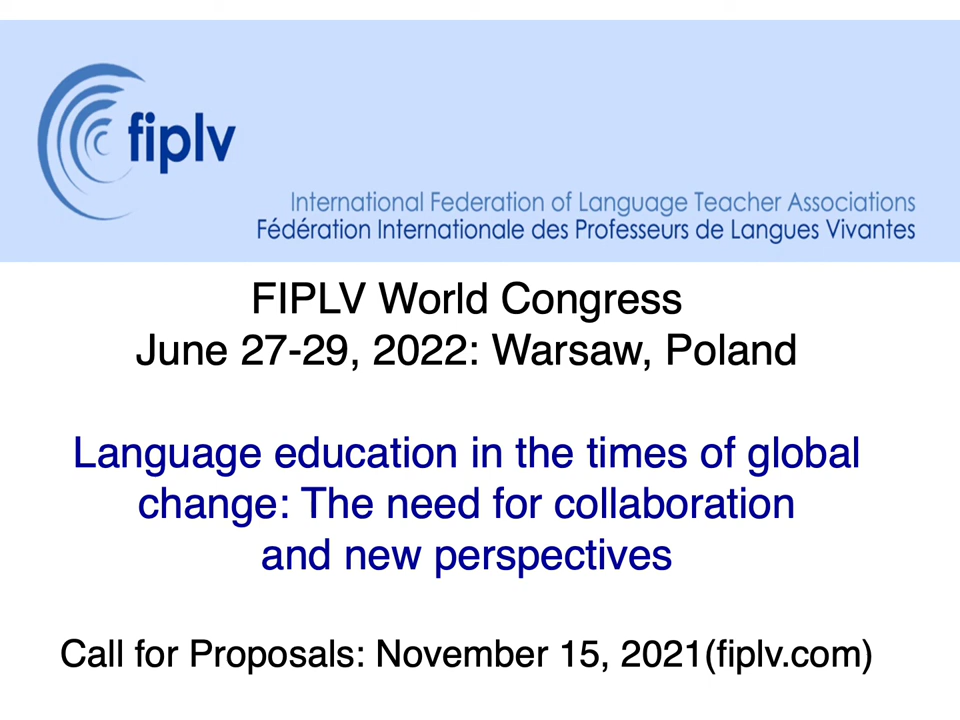 fiplv
International Federation of Language Teacher Associations
Fédération Internationale des Professeurs de Langues Vivantes
FIPLV World Congress
June 27-29, 2022: Warsaw, Poland
Language education in the times of global
change: The need for collaboration
and new perspectives
Call for Proposals: November 15, 2021(fiplv.com)